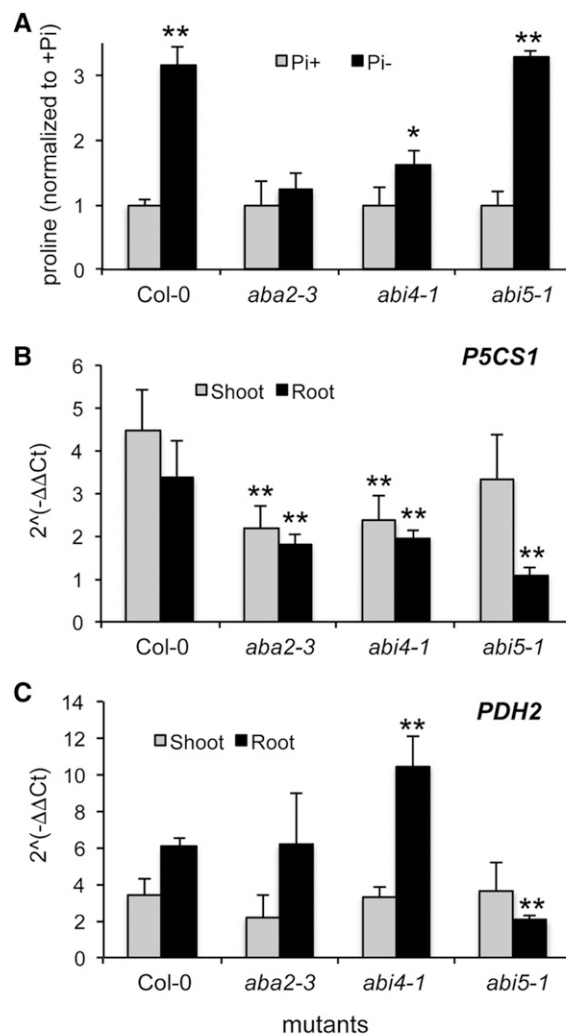 A
proline (normalized to +Pi)
3
2
1
0
**
*
**
Pi+ Pi-
Col-0 aba2-3 abi4-1 abi5-1
B
P5CS1
2^(-ΔΔCt)
6
5
4
3
2
1
0
Shoot Root
** ** ** ** **
Col-0 aba2-3 abi4-1 abi5-1
C
PDH2
2^(-ΔΔCt)
14
12
10
8
6
4
2
0
Shoot Root
** **
Col-0 aba2-3 abi4-1 abi5-1
mutants